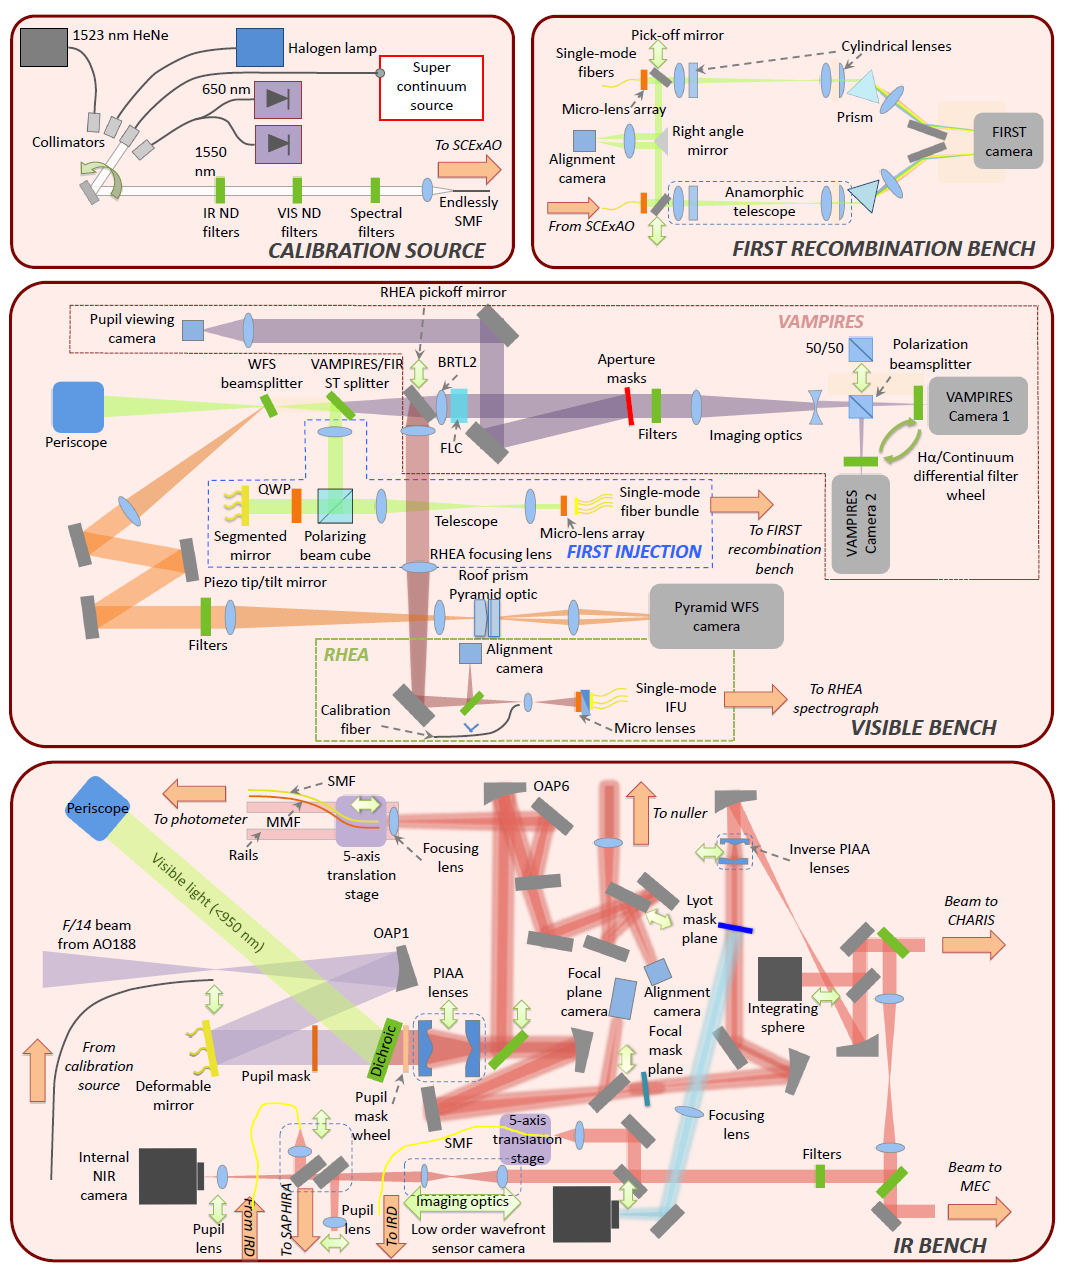 1523 nm HeNe
Halogen lamp
Super
continuum
source
650 nm
Collimators
1550
nm
To SCExAO
IR ND
filters
VIS ND
filters
Spectral
filters
Endlessly
SMF
CALIBRATION SOURCE
Pick-off mirror
Single-mode
fibers
Cylindrical lenses
Micro-lens array
Prism
Right angle
mirror
FIRST
camera
Alignment
camera
Anamorphic
telescope
From SCExAO
FIRST RECOMBINATION BENCH
RHEA pickoff mirror
Pupil viewing
camera
VAMPIRES
50/50
Polarization
beamsplitter
WFS
beamsplitter
VAMPIRES/FIR
ST splitter
BRTL2
Aperture
masks
Periscope
FLC
Filters
Imaging optics
VAMPIRES
Camera 1
Hα/Continuum
differential filter
wheel
VAMPIRES
Camera 2
QWP
Segmented
mirror
Polarizing
beam cube
Telescope
Single-mode
fiber bundle
Micro-lens array
FIRST INJECTION
To FIRST
recombination
bench
RHEA focusing lens
Piezo tip/tilt mirror
Roof prism
Pyramid optic
Pyramid WFS
camera
Filters
RHEA
Alignment
camera
Calibration
fiber
Single-mode
IFU
Micro lenses
To RHEA
spectrograph
VISIBLE BENCH
Periscope
SMF
To photometer
MMF
Rails
5-axis
translation
stage
Focusing
lens
OAP6
To nuller
Inverse PIAA
lenses
Visible light (<950 nm)
F/14 beam
from AO188
OAP1
Lyot
mask
plane
Beam to
CHARIS
PIAA
lenses
Focal
plane
camera
Alignment
camera
Integrating
sphere
Focal
mask
plane
From
calibration
source
Deformable
mirror
Pupil mask
Dichroic
Pupil
mask
wheel
Focusing
lens
5-axis
translation
stage
SMF
Internal
NIR
camera
Filters
Imaging optics
Beam to
MEC
Pupil
lens
From IRD
To SAPHIRA
Pupil
lens
To IRD
Low order wavefront
sensor camera
IR BENCH